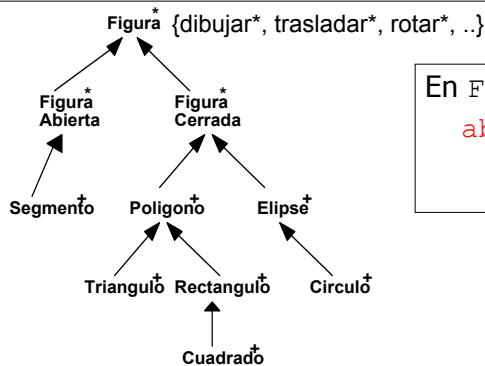 Figura* {dibujar*, trasladar*, rotar*, ..}
Figura* Abierta
Figura* Cerrada
En F
ab
Segmento+ Poligono+ Elipse+
Triangulo+ Rectangulo+ Circulo+
Cuadrado+